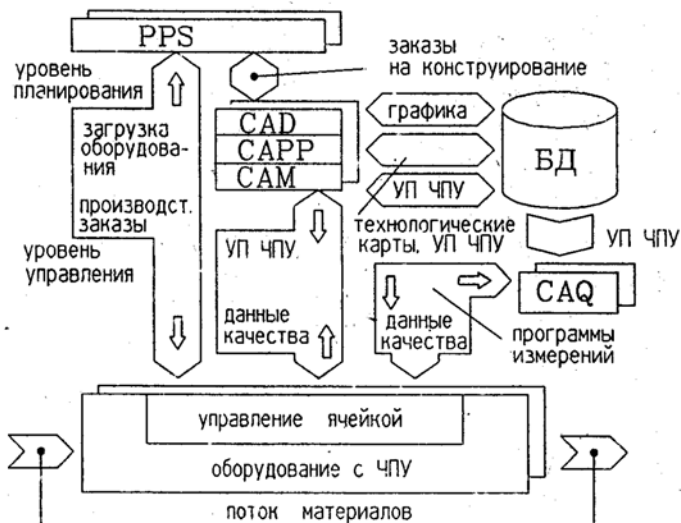 PPS
заказы
на конструирование
уровень
планирования
загрузка
оборудова-
ния
производст.
заказы
уровень
управления
CAD
CAPP
CAM
графика
УП ЧПУ
БД
технологические
карты, УП ЧПУ
УП ЧПУ
УП ЧПУ
CAQ
данные
качества
данные
качества
программы
измерений
управление ячейкой
оборудование с ЧПУ
поток материалов